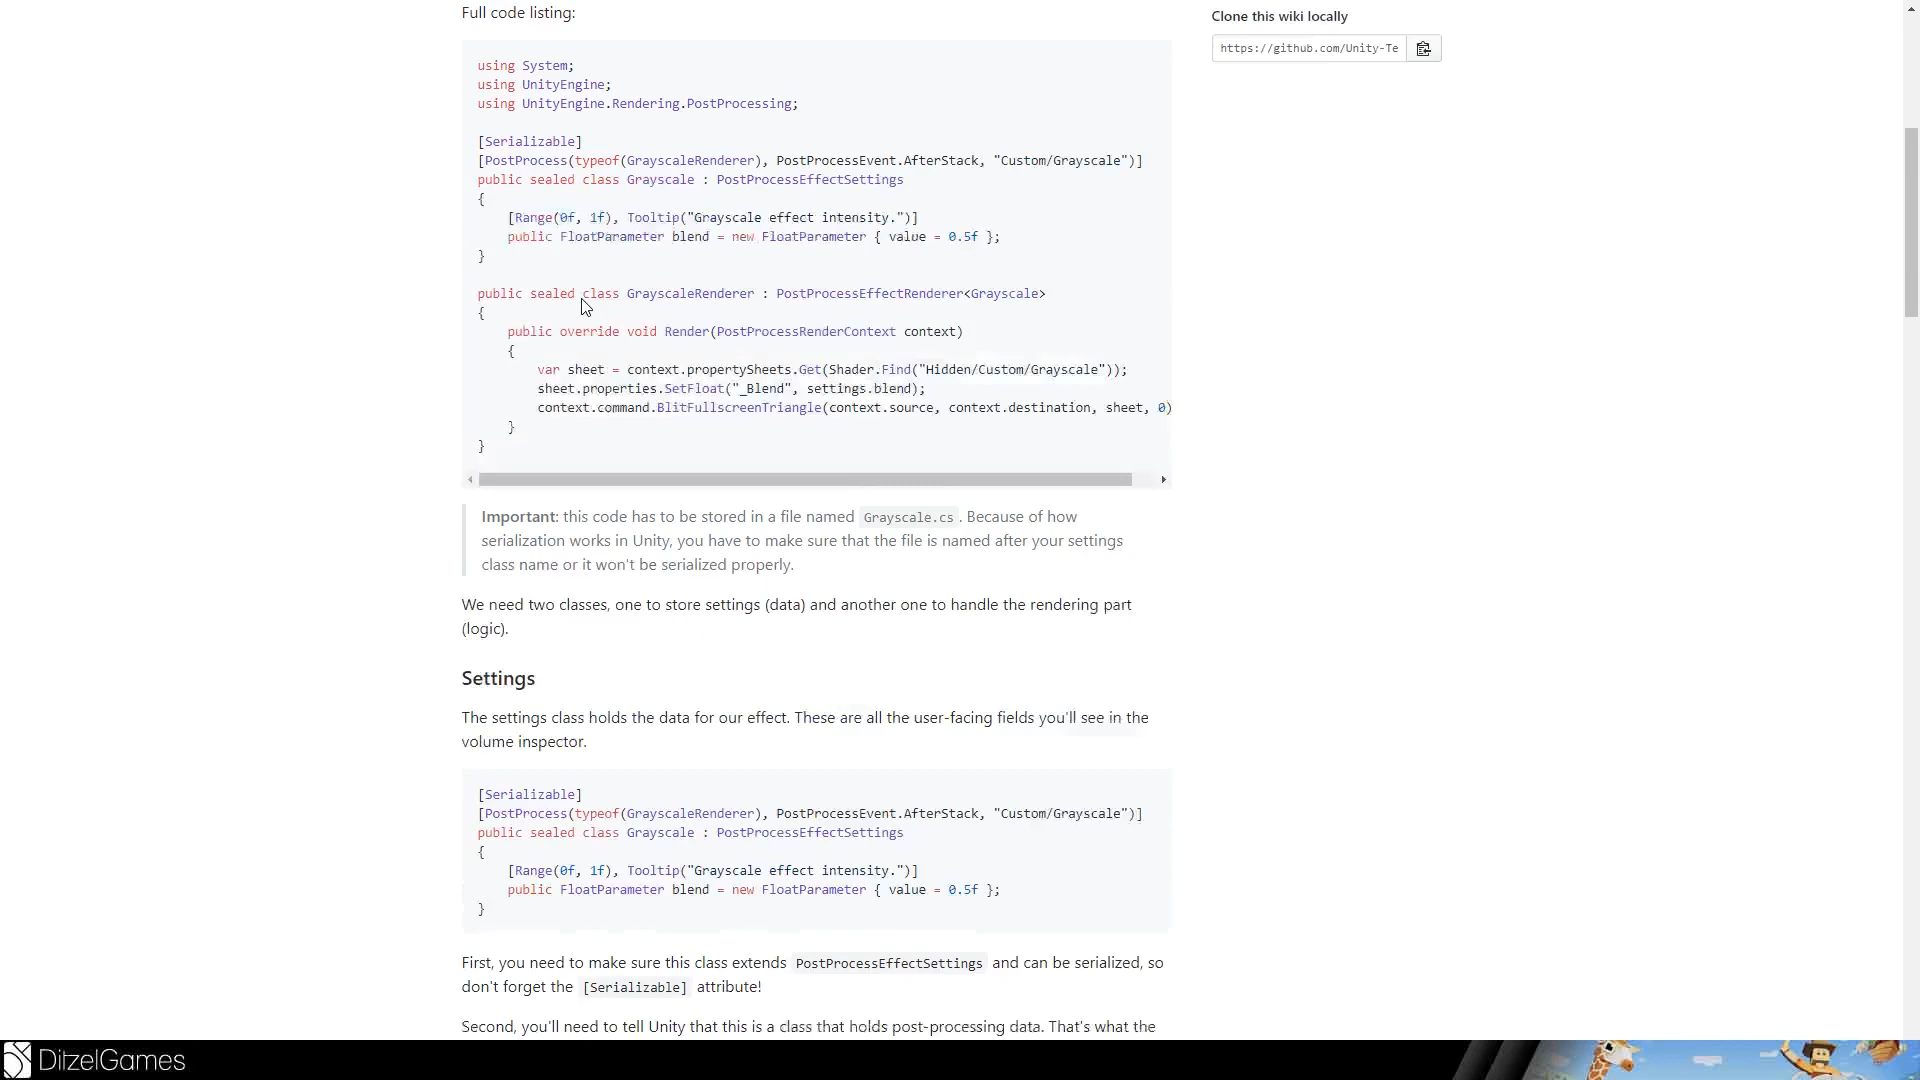 Full code listing:
Clone this wiki locally
https://github.com/Unity-Te
using System;
using UnityEngine;
using UnityEngine.Rendering.PostProcessing;
[Serializable]
[PostProcess(typeof(GrayscaleRenderer), PostProcessEvent.AfterStack, "Custom/Grayscale")]
public sealed class Grayscale : PostProcessEffectSettings
{
    [Range(0f, 1f), Tooltip("Grayscale effect intensity.")]
    public FloatParameter blend = new FloatParameter { value = 0.5f };
}
public sealed class GrayscaleRenderer : PostProcessEffectRenderer<Grayscale>
{
    public override void Render(PostProcessRenderContext context)
    {
        var sheet = context.propertySheets.Get(Shader.Find("Hidden/Custom/Grayscale"));
        sheet.properties.SetFloat("_Blend", settings.blend);
        context.command.BlitFullscreenTriangle(context.source, context.destination, sheet, 0)
    }
}
Important: this code has to be stored in a file named Grayscale.cs. Because of how
serialization works in Unity, you have to make sure that the file is named after your settings
class name or it won't be serialized properly.
We need two classes, one to store settings (data) and another one to handle the rendering part
(logic).
Settings
The settings class holds the data for our effect. These are all the user-facing fields you'll see in the
volume inspector.
[Serializable]
[PostProcess(typeof(GrayscaleRenderer), PostProcessEvent.AfterStack, "Custom/Grayscale")]
public sealed class Grayscale : PostProcessEffectSettings
{
    [Range(0f, 1f), Tooltip("Grayscale effect intensity.")]
    public FloatParameter blend = new FloatParameter { value = 0.5f };
}
First, you need to make sure this class extends PostProcessEffectSettings and can be serialized, so
don't forget the [Serializable] attribute!
Second, you'll need to tell Unity that this is a class that holds post-processing data. That's what the
DitzelGames